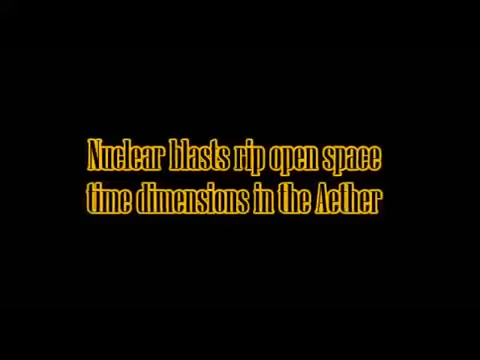 Nuclear blasts rip open space
time dimensions in the Aether